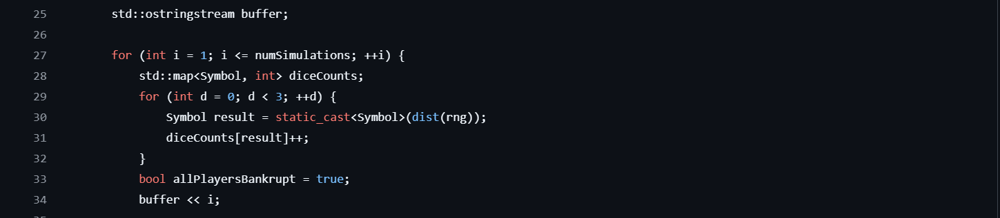 25 std::ostringstream buffer;
26
27 for (int i = 1; i <= numSimulations; ++i) {
28 std::map<Symbol, int> diceCounts;
29 for (int d = 0; d < 3; ++d) {
30 Symbol result = static_cast<Symbol>(dist(rng));
31 diceCounts[result]++;
32 }
33 bool allPlayersBankrupt = true;
34 buffer << i;